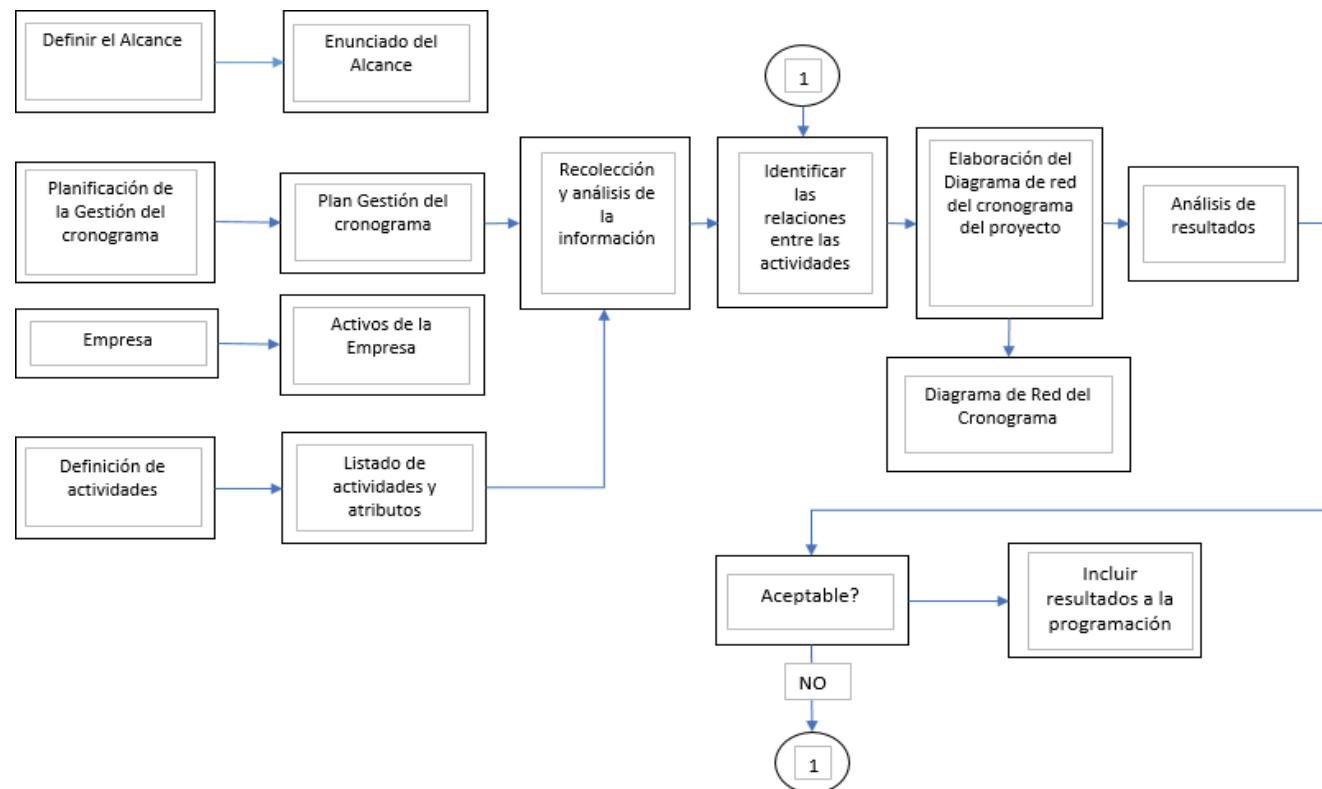 Definir el Alcance
Enunciado del
Alcance
1
Planificación de
la Gestión del
cronograma
Plan Gestión del
cronograma
Recolección
y análisis de
la
información
Identificar
las
relaciones
entre las
actividades
Elaboración del
Diagrama de red
del cronograma
del proyecto
Análisis de
resultados
Empresa
Activos de la
Empresa
Diagrama de Red del
Cronograma
Definición de
actividades
Listado de
actividades y
atributos
Aceptable?
Incluir
resultados a la
programación
NO
1